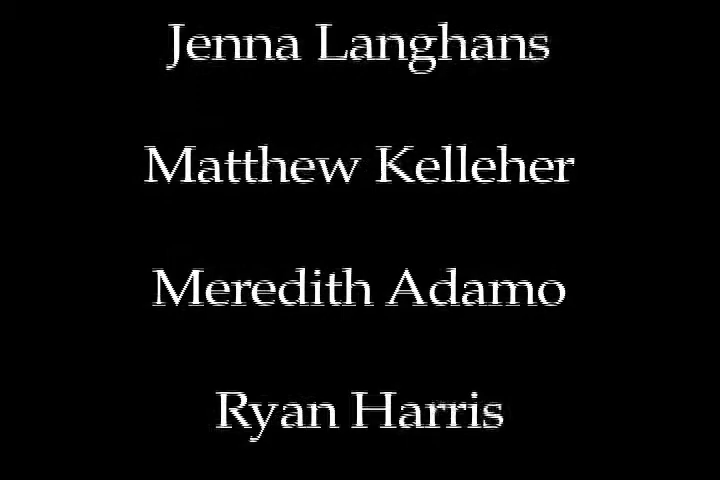 Jenna Langhans
Matthew Kelleher
Meredith Adamo
Ryan Harris